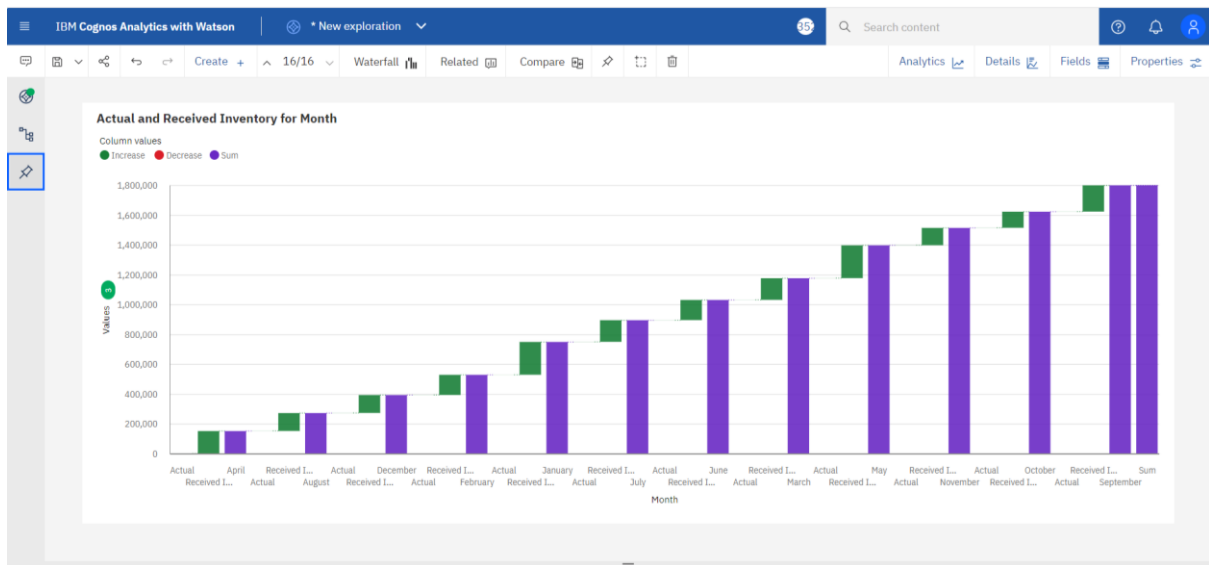 IBM Cognos Analytics with Watson
* New exploration
Search content
Create +
16/16
Waterfall
Related
Compare
Analytics
Details
Fields
Properties
Actual and Received Inventory for Month
Column values
Increase Decrease Sum
1,800,000
1,600,000
1,400,000
1,200,000
1,000,000
800,000
600,000
400,000
200,000
0
Values 3
Actual April Received I... Actual December Received I... Actual January Received I... Actual June Received I... Actual May Received I... Actual October Received I... Sum
Received I... Actual August Received I... Actual February Received I... Actual July Received I... Actual March Received I... Actual November Received I... Actual September
Month